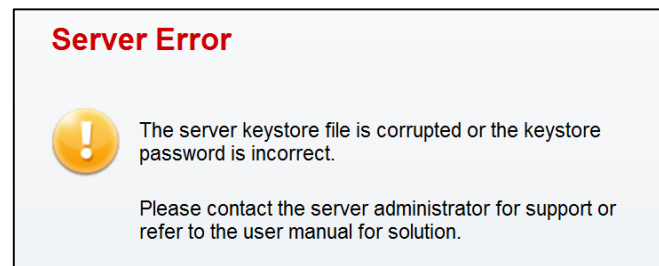 Server Error
The server keystore file is corrupted or the keystore
password is incorrect.
Please contact the server administrator for support or
refer to the user manual for solution.